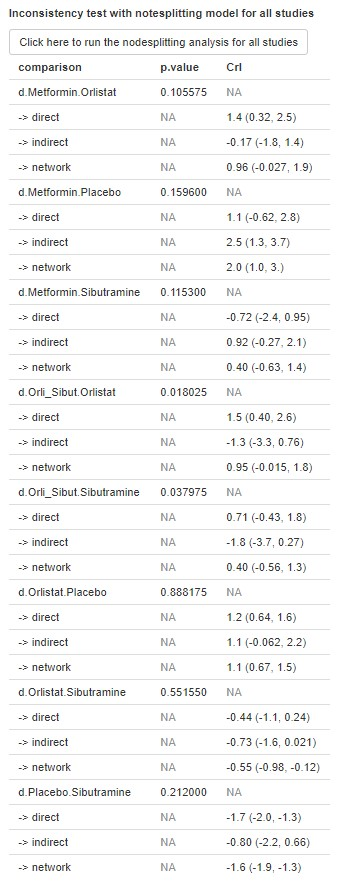 Inconsistency test with notesplitting model for all studies
Click here to run the nodesplitting analysis for all studies
comparison p.value CrI
d.Metformin.Orlistat 0.105575 NA
-> direct NA 1.4 (0.32, 2.5)
-> indirect NA -0.17 (-1.8, 1.4)
-> network NA 0.96 (-0.027, 1.9)
d.Metformin.Placebo 0.159600 NA
-> direct NA 1.1 (-0.62, 2.8)
-> indirect NA 2.5 (1.3, 3.7)
-> network NA 2.0 (1.0, 3.)
d.Metformin.Sibutramine 0.115300 NA
-> direct NA -0.72 (-2.4, 0.95)
-> indirect NA 0.92 (-0.27, 2.1)
-> network NA 0.40 (-0.63, 1.4)
d.Orli_Sibut.Orlistat 0.018025 NA
-> direct NA 1.5 (0.40, 2.6)
-> indirect NA -1.3 (-3.3, 0.76)
-> network NA 0.95 (-0.015, 1.8)
d.Orli_Sibut.Sibutramine 0.037975 NA
-> direct NA 0.71 (-0.43, 1.8)
-> indirect NA -1.8 (-3.7, 0.27)
-> network NA 0.40 (-0.56, 1.3)
d.Orlistat.Placebo 0.888175 NA
-> direct NA 1.2 (0.64, 1.6)
-> indirect NA 1.1 (-0.062, 2.2)
-> network NA 1.1 (0.67, 1.5)
d.Orlistat.Sibutramine 0.551550 NA
-> direct NA -0.44 (-1.1, 0.24)
-> indirect NA -0.73 (-1.6, 0.021)
-> network NA -0.55 (-0.98, -0.12)
d.Placebo.Sibutramine 0.212000 NA
-> direct NA -1.7 (-2.0, -1.3)
-> indirect NA -0.80 (-2.2, 0.66)
-> network NA -1.6 (-1.9, -1.3)